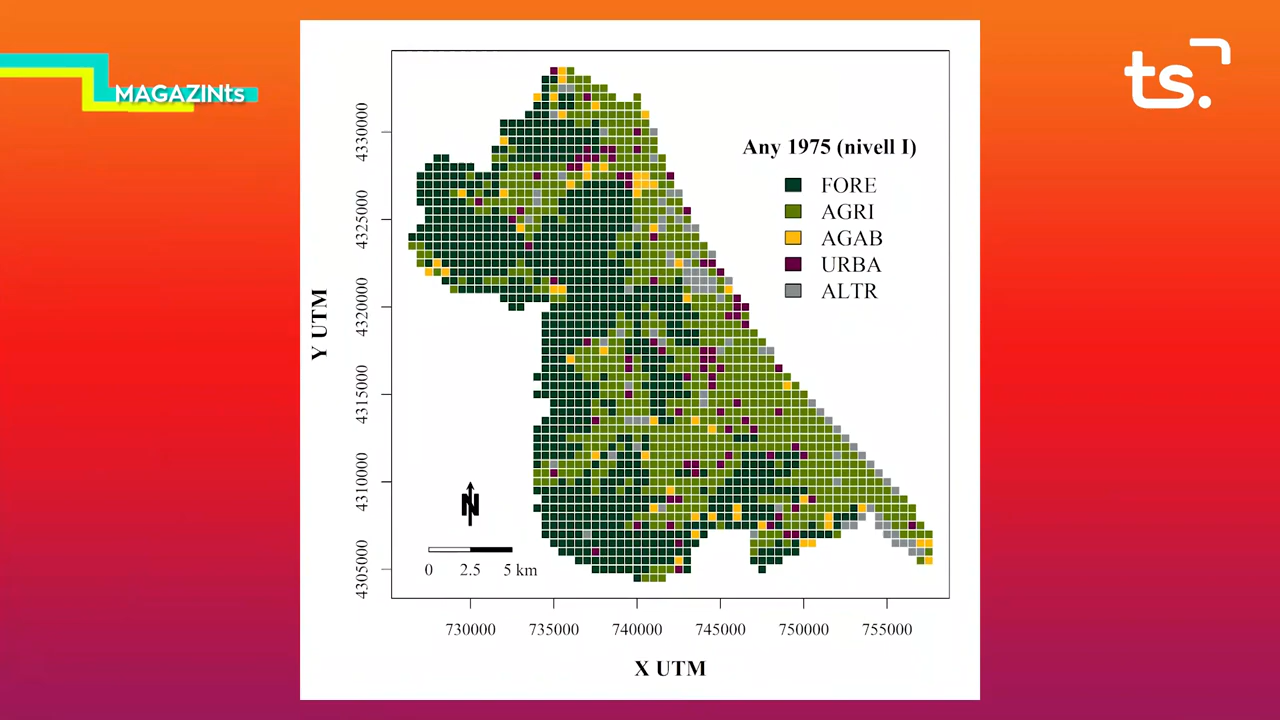 MAGAZINts
ts.
Any 1975 (nivell I)
FORE
AGRI
AGAB
URBA
ALTR
Y UTM
4330000
4325000
4320000
4315000
4310000
4305000
N
0 2.5 5 km
730000 735000 740000 745000 750000 755000
X UTM